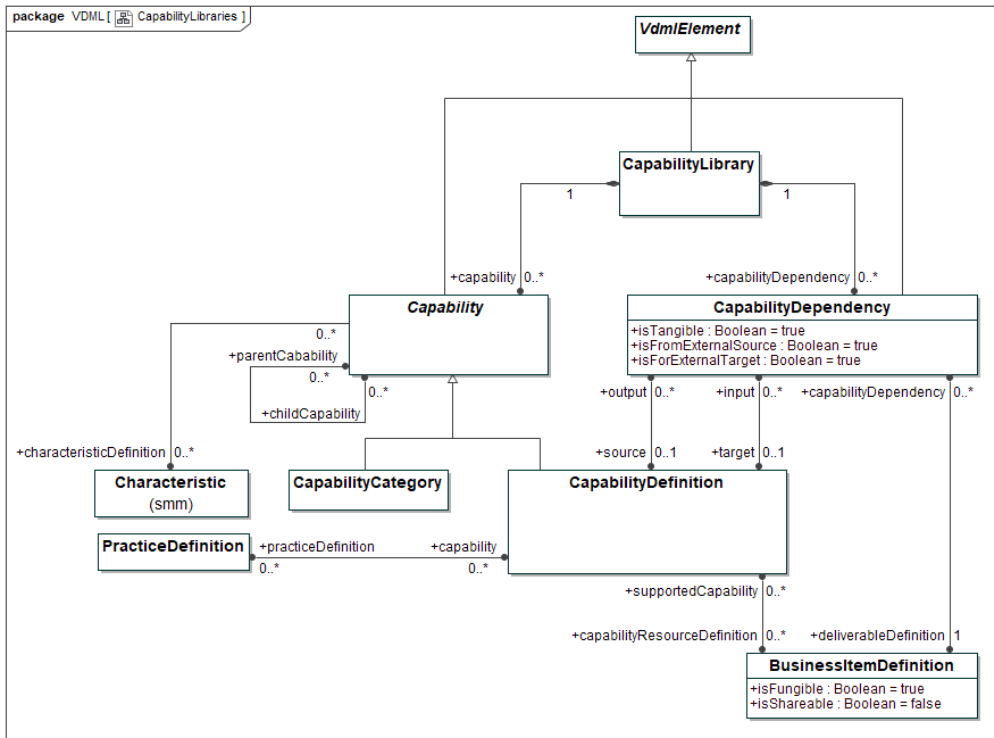 package VDML [ CapabilityLibraries ]
VdmlElement
CapabilityLibrary
1
1
+capability 0..*
+capabilityDependency 0..*
Capability
CapabilityDependency
+isTangible : Boolean = true
+isFromExternalSource : Boolean = true
+isForExternalTarget : Boolean = true
0..*
+parentCabability
0..*
0..*
+childCapability
+output 0..*
+input 0..*
+capabilityDependency 0..*
+characteristicDefinition 0..*
+source 0..1
+target 0..1
Characteristic
(smm)
CapabilityCategory
CapabilityDefinition
PracticeDefinition
+practiceDefinition
0..*
+capability
0..*
+supportedCapability 0..*
+capabilityResourceDefinition 0..*
+deliverableDefinition 1
BusinessItemDefinition
+isFungible : Boolean = true
+isShareable : Boolean = false